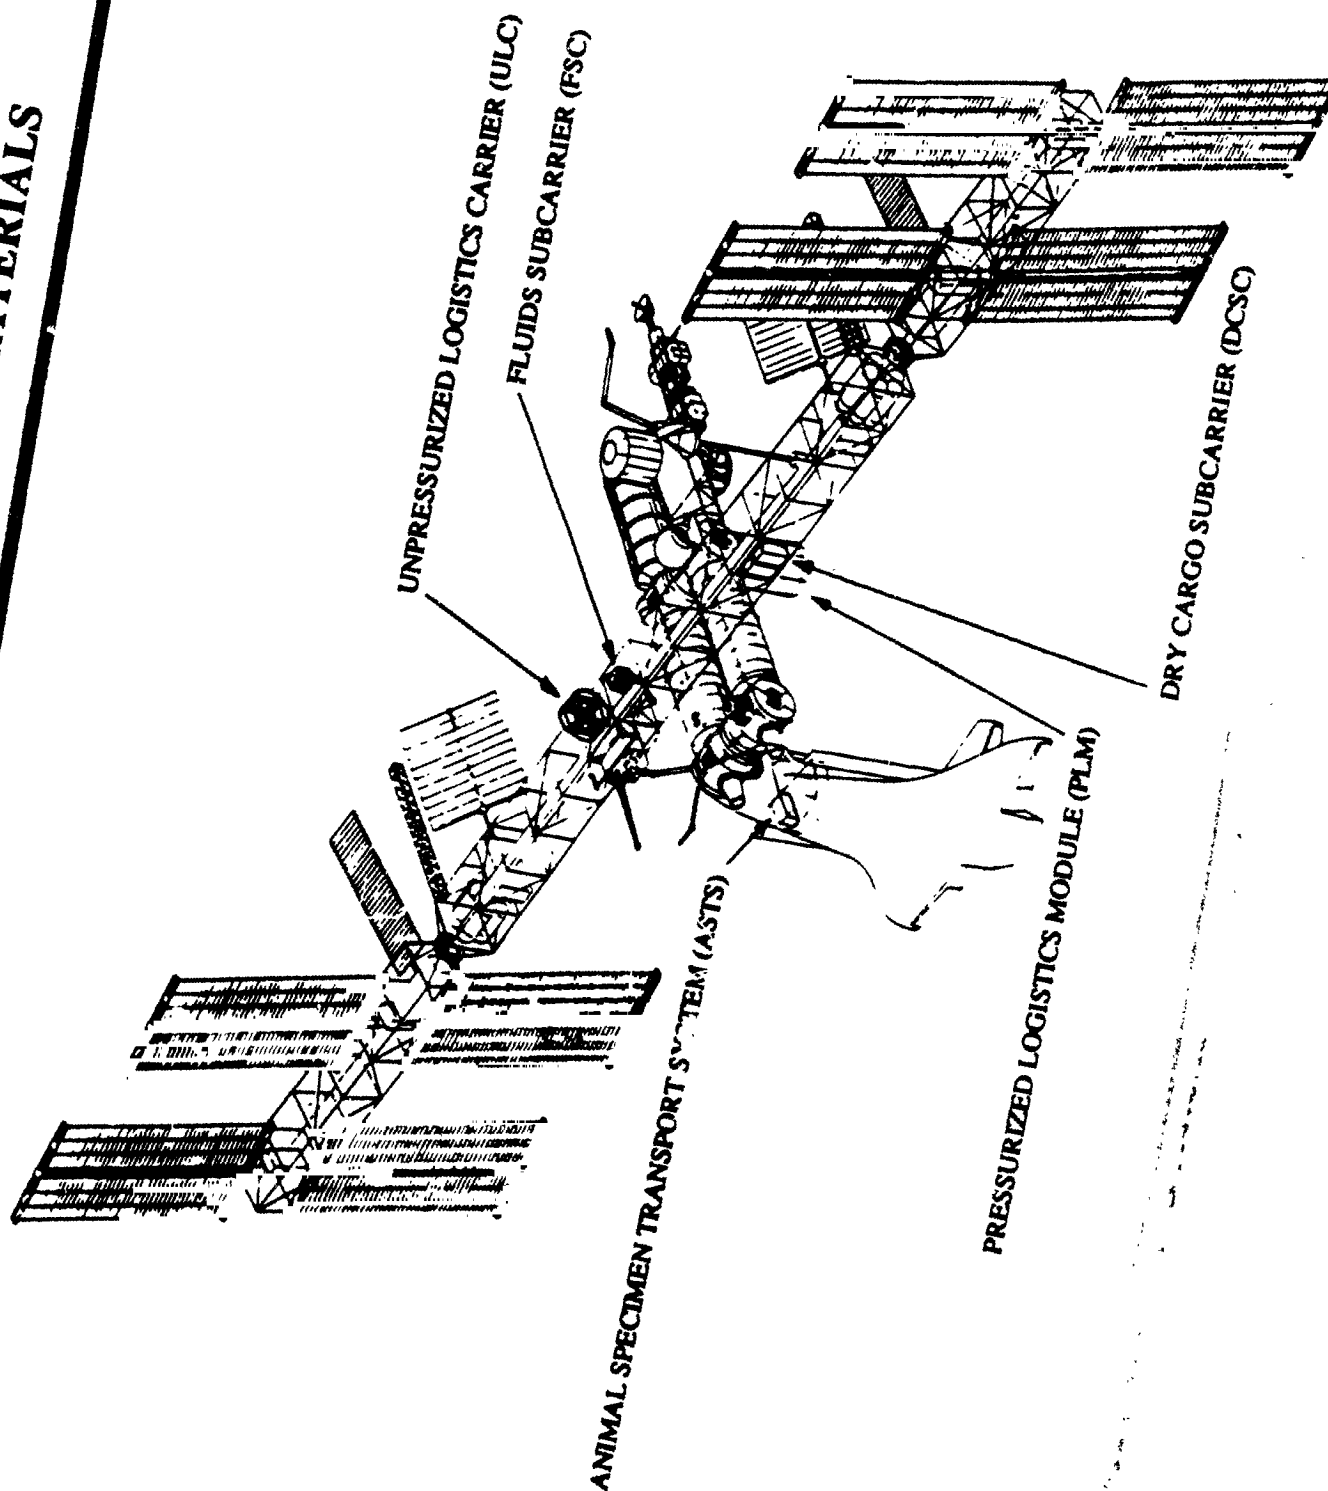 UNPRESSURIZED LOGISTICS CARRIER (ULC)
FLUIDS SUBCARRIER (FSC)
ANIMAL SPECIMEN TRANSPORT (ASTS)
PRESSURIZED LOGISTICS MODULE (PLM)
DRY CARGO SUBCARRIER (DCSC)